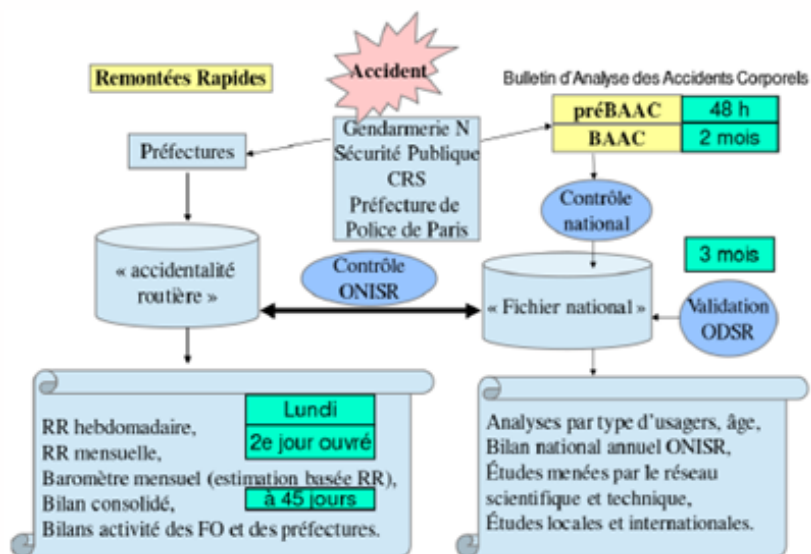 Accident
Remontées Rapides
Bulletin d'Analyse des Accidents Corporels
préBAAC
48 h
BAAC
2 mois
Gendarmerie N
Sécurité Publique
CRS
Préfecture de
Police de Paris
Préfectures
Contrôle
national
« accidentalité
routière »
Contrôle
ONISR
3 mois
« Fichier national »
Validation
ODSR
RR hebdomadaire,
Lundi
RR mensuelle,
2e jour ouvré
Baromètre mensuel (estimation basée RR),
Bilan consolidé,
à 45 jours
Bilans activité des FO et des préfectures.
Analyses par type d'usagers, âge,
Bilan national annuel ONISR,
Études menées par le réseau
scientifique et technique,
Études locales et internationales.